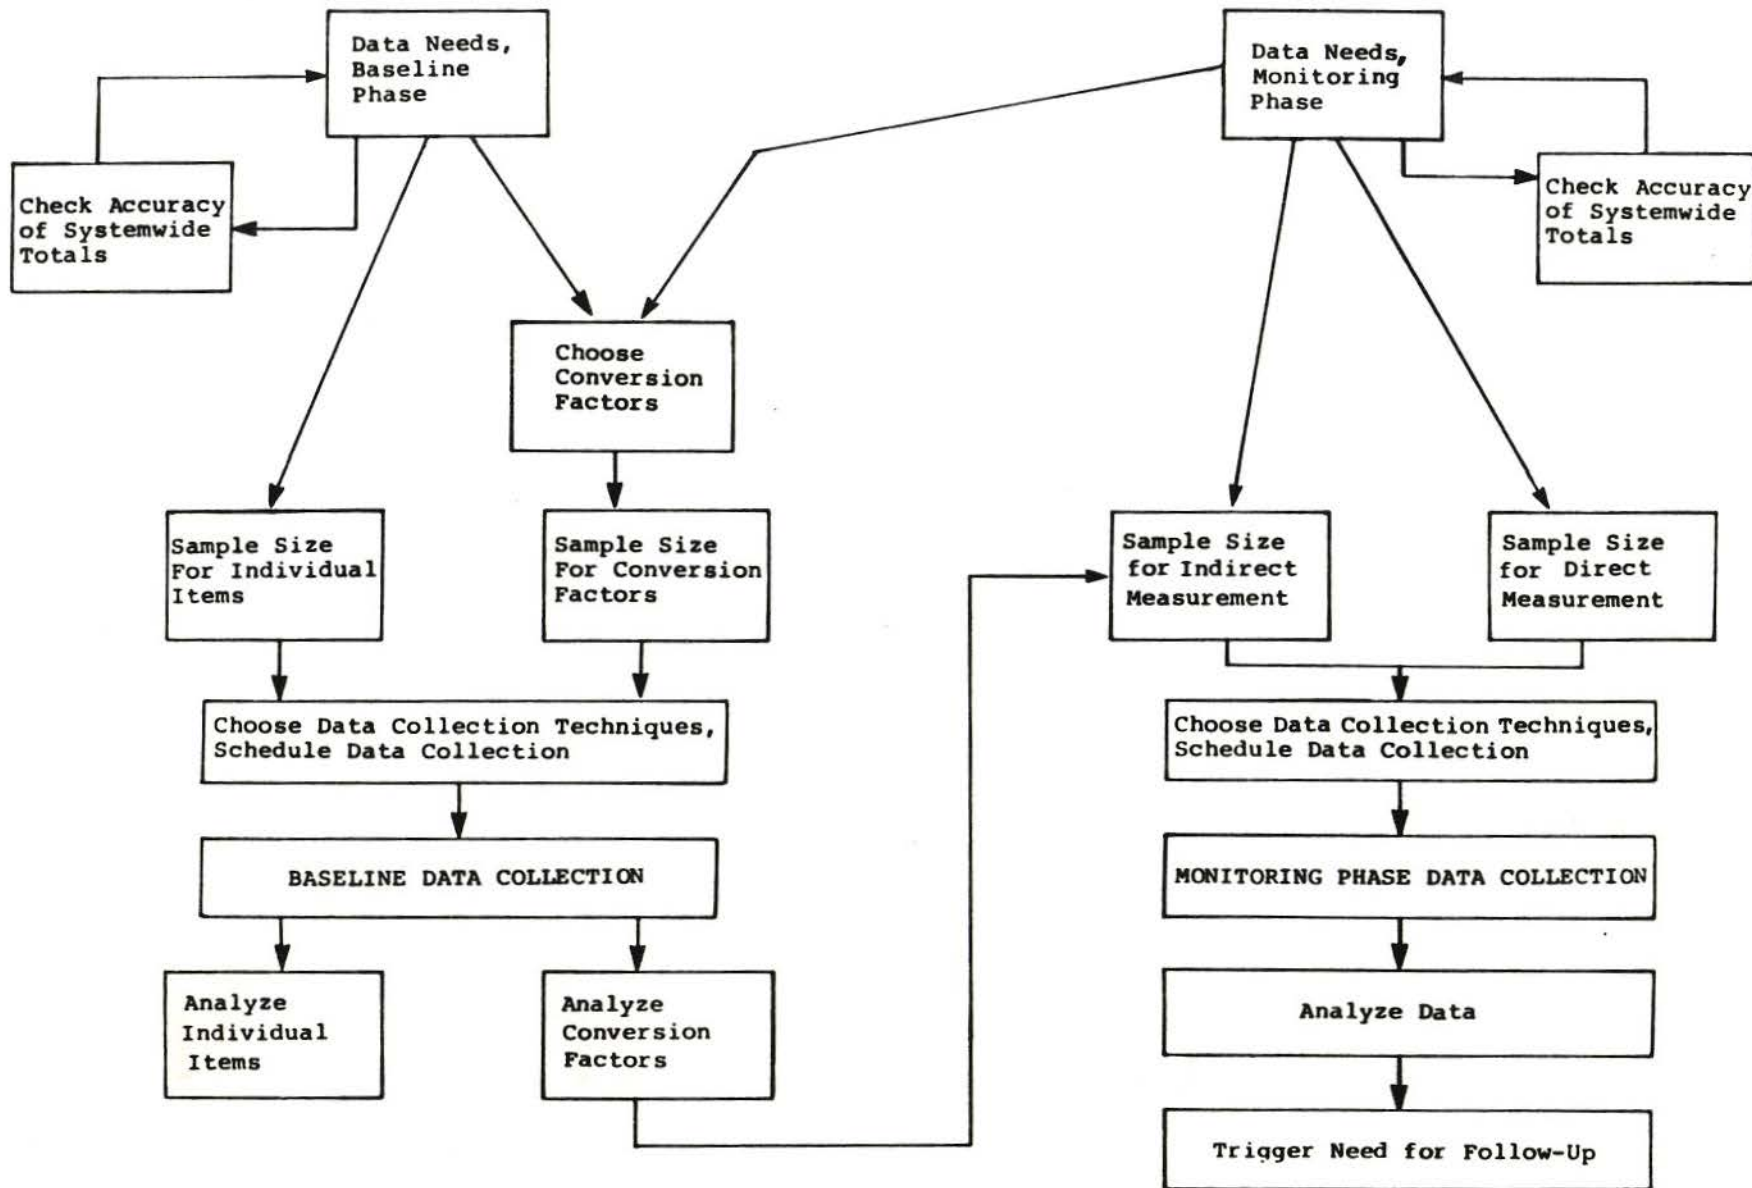 Data Needs,
Baseline
Phase
Data Needs,
Monitoring
Phase
Check Accuracy
of Systemwide
Totals
Check Accuracy
of Systemwide
Totals
Choose
Conversion
Factors
Sample Size
For Individual
Items
Sample Size
For Conversion
Factors
Sample Size
for Indirect
Measurement
Sample Size
for Direct
Measurement
Choose Data Collection Techniques,
Schedule Data Collection
Choose Data Collection Techniques,
Schedule Data Collection
BASELINE DATA COLLECTION
MONITORING PHASE DATA COLLECTION
Analyze
Individual
Items
Analyze
Conversion
Factors
Analyze Data
Trigger Need for Follow-Up